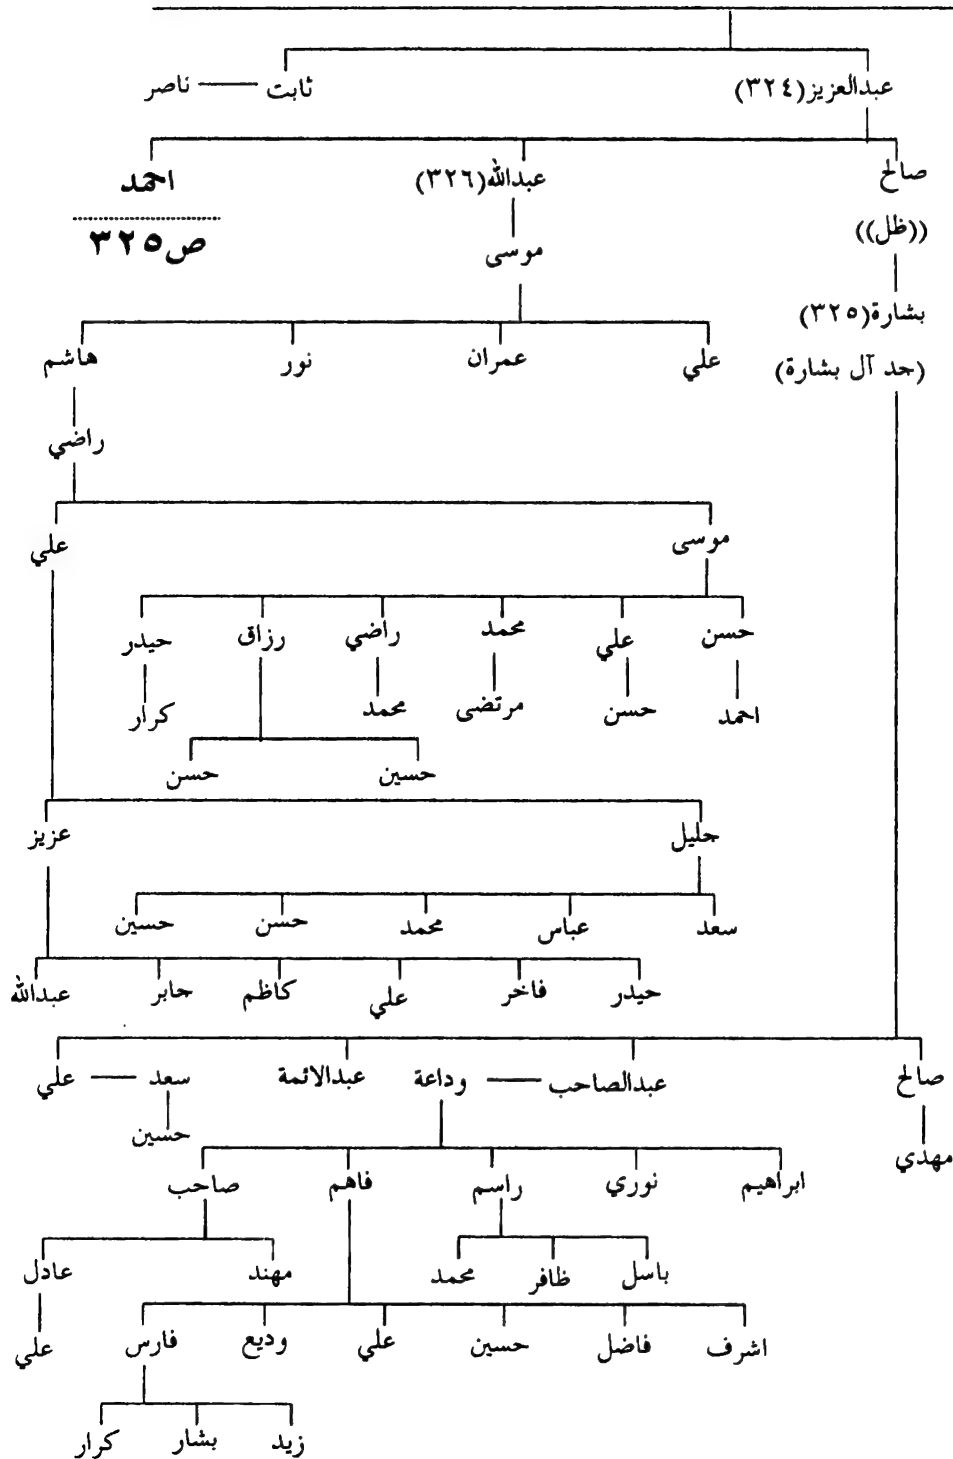 عبدالعزيز(٣٢٤) ثابت ناصر
صالح عبدالله(٣٢٦) احمد
((ظل)) موسى ص٣٢٥
بشارة(٣٢٥)
(جد آل بشارة) علي عمران نور هاشم
راضي
موسى علي
حسن علي محمد راضي رزاق حيدر
احمد حسن مرتضى محمد كرار
حسين حسن
جليل عزيز
سعد عباس محمد حسن حسين
حيدر فاخر علي كاظم جابر عبدالله
صالح عبدالصاحب وداعة عبدالائمة سعد علي
مهدي حسين
ابراهيم نوري راسم فاهم صاحب
باسل ظافر محمد مهند عادل
اشرف فاضل حسين علي وديع فارس علي
زيد بشار كرار